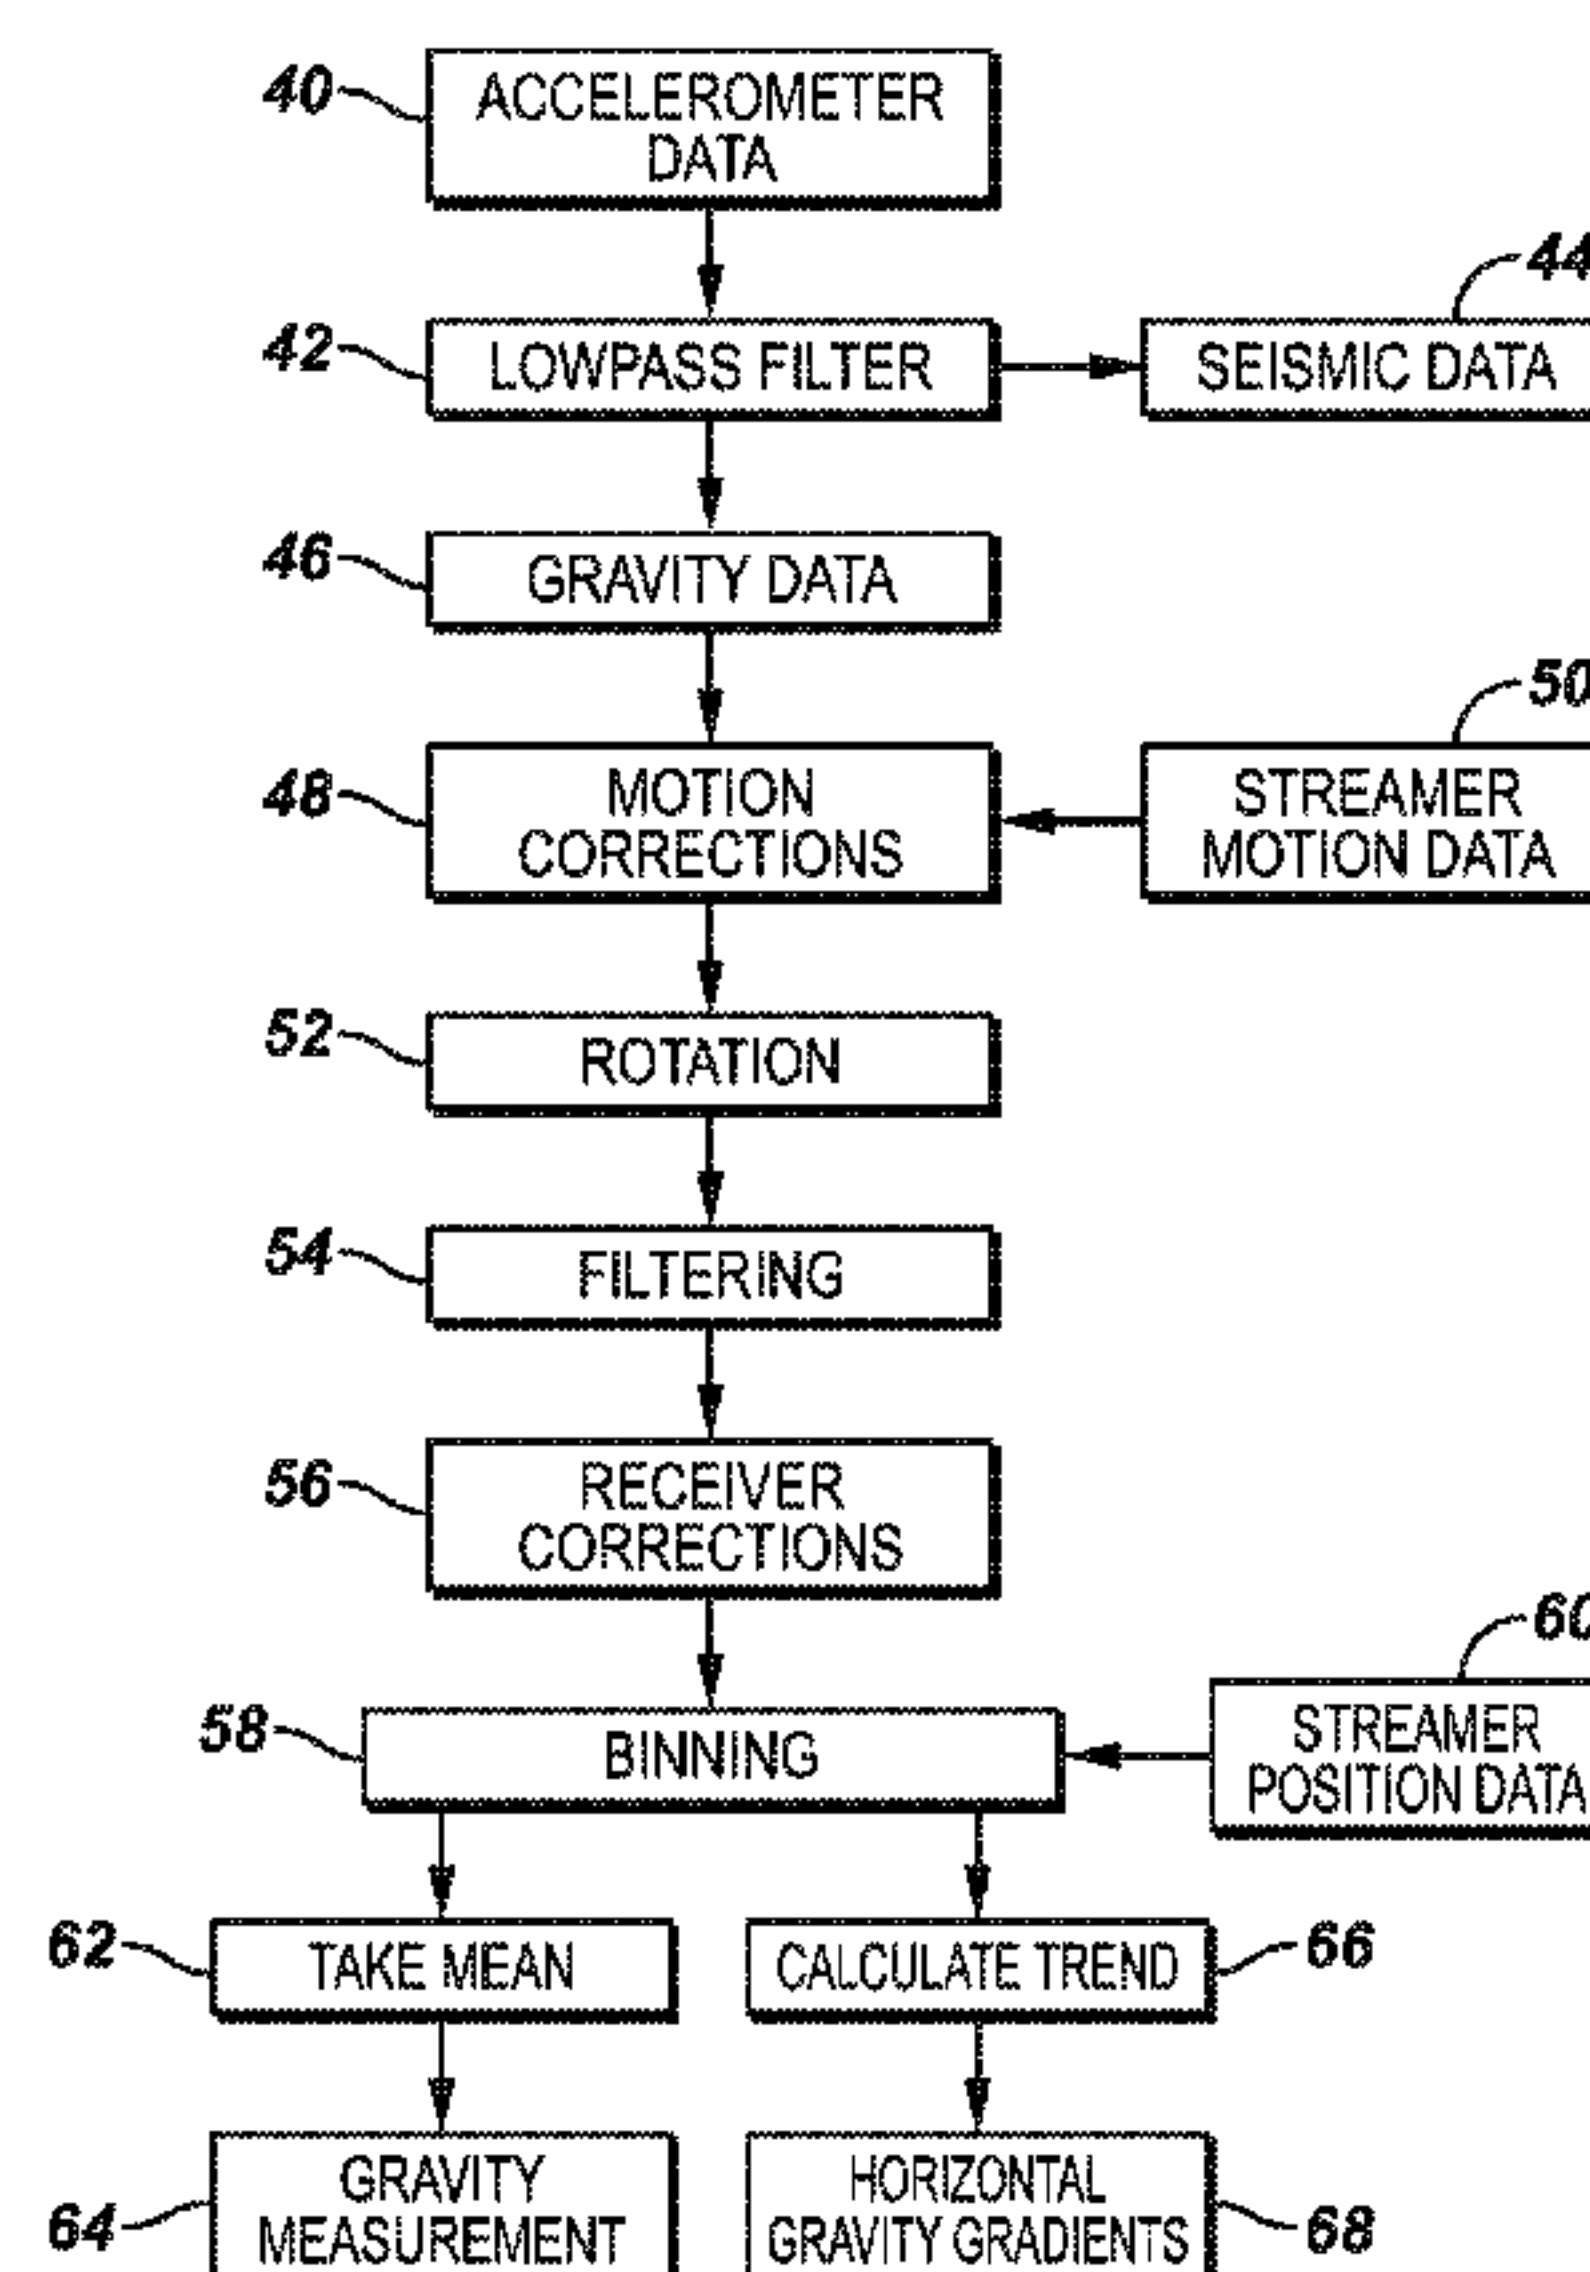 40
ACCELEROMETER
DATA
44
42
LOWPASS FILTER
SEISMIC DATA
46
GRAVITY DATA
50
48
MOTION
CORRECTIONS
STREAMER
MOTION DATA
52
ROTATION
54
FILTERING
56
RECEIVER
CORRECTIONS
60
58
BINNING
STREAMER
POSITION DATA
62
TAKE MEAN
CALCULATE TREND
66
64
GRAVITY
MEASUREMENT
HORIZONTAL
GRAVITY GRADIENTS
68